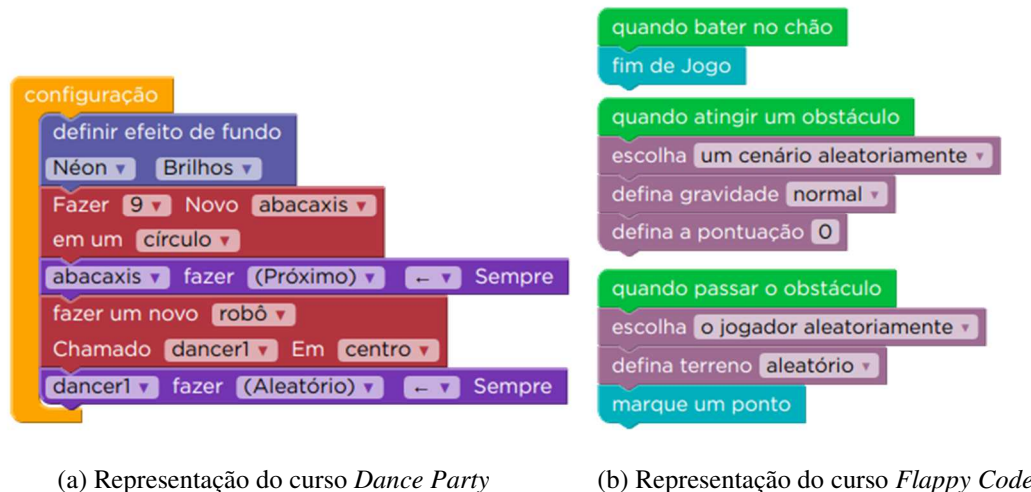 configuração
definir efeito de fundo
Néon Brilhos
Fazer 9 Novo abacaxis
em um círculo
abacaxis fazer (Próximo) ← Sempre
fazer um novo robô
Chamado dancer1 Em centro
dancer1 fazer (Aleatório) ← Sempre
quando bater no chão
fim de Jogo
quando atingir um obstáculo
escolha um cenário aleatoriamente
defina gravidade normal
defina a pontuação 0
quando passar o obstáculo
escolha o jogador aleatoriamente
defina terreno aleatório
marque um ponto
(a) Representação do curso Dance Party
(b) Representação do curso Flappy Code